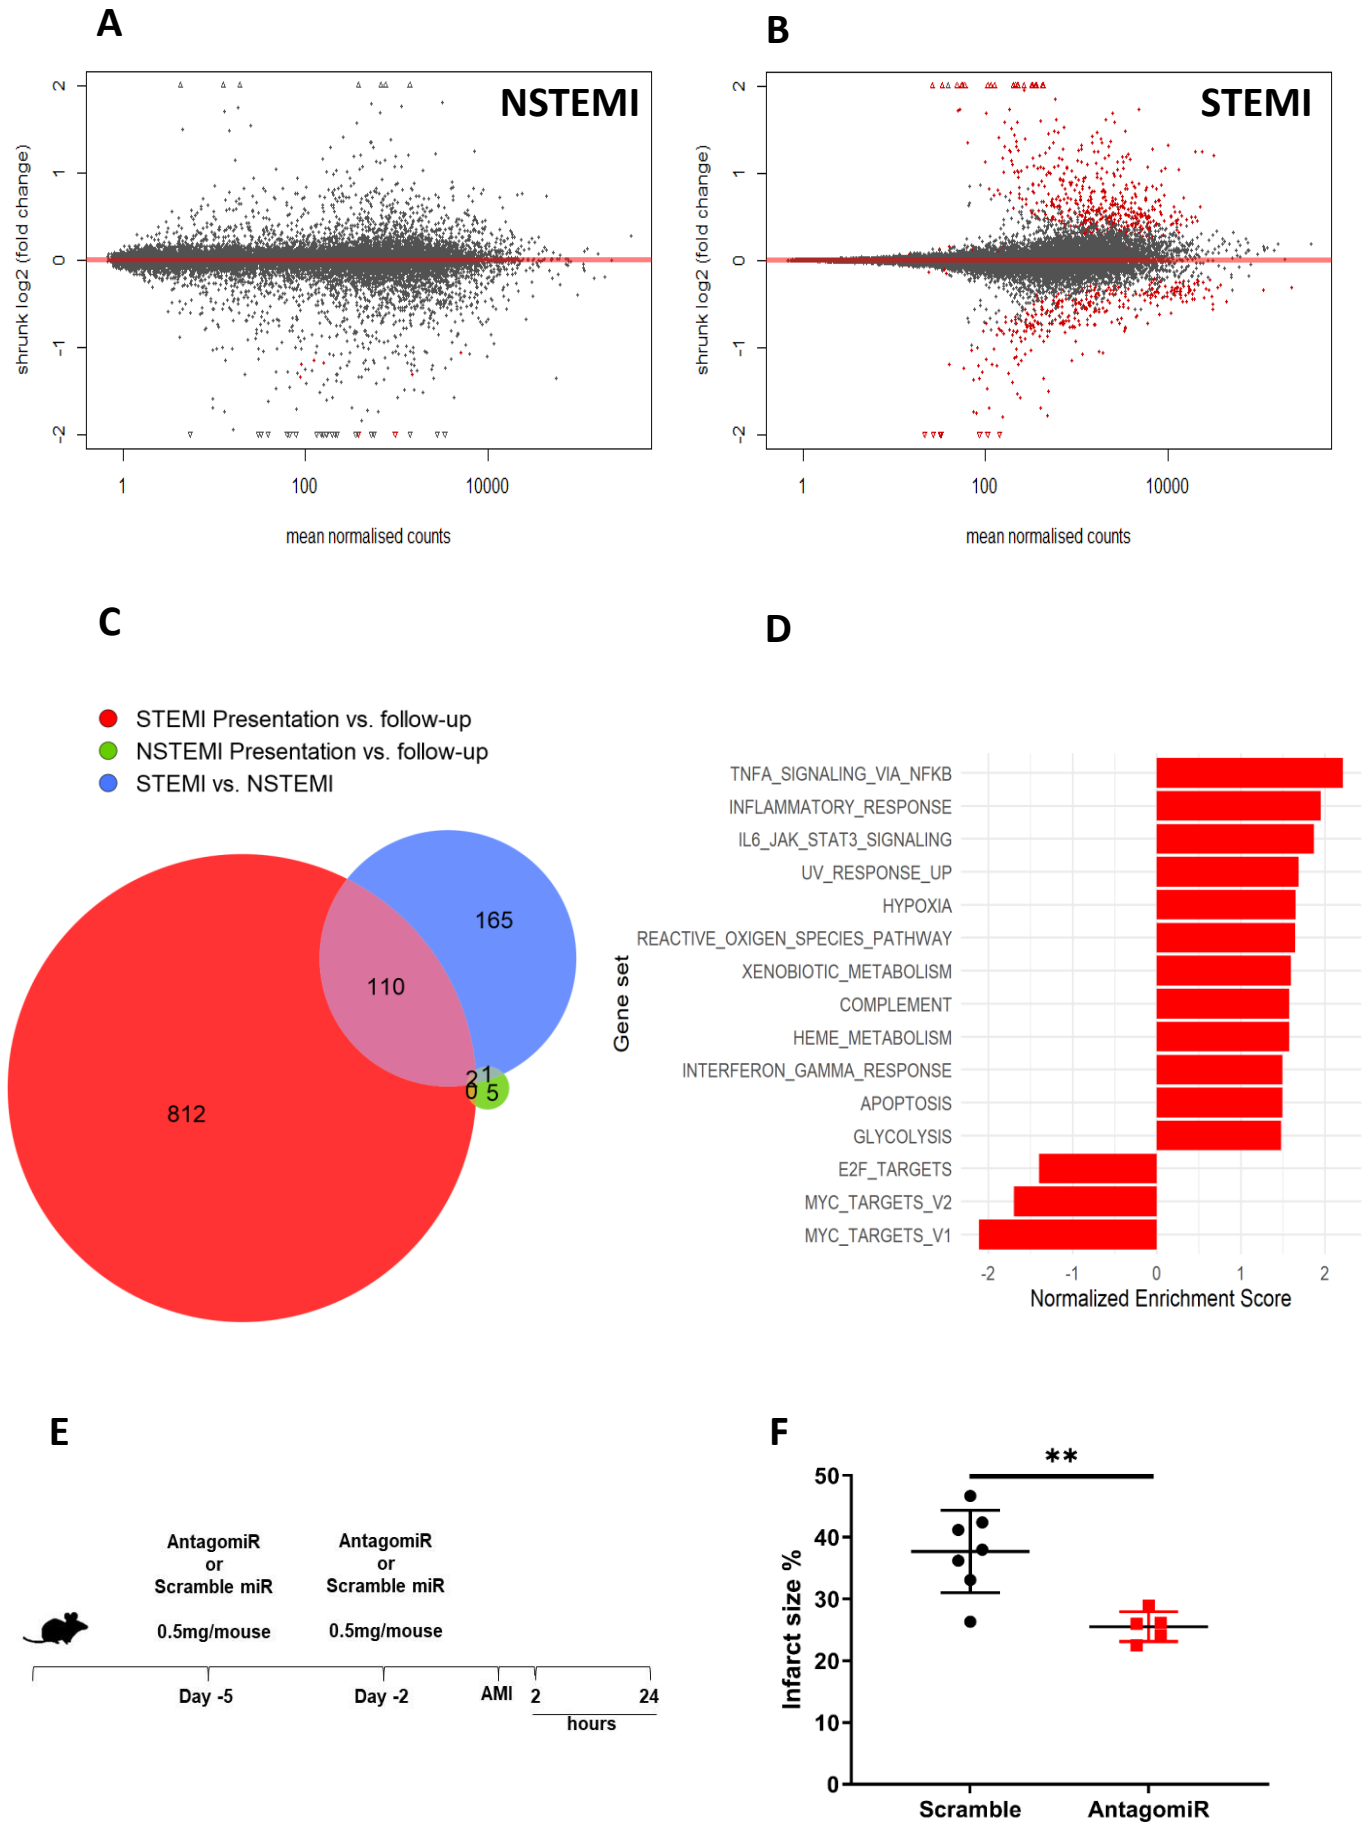 A
NSTEMI
shrunk log2 (fold change)
2
1
0
-1
-2
1
100
10000
mean normalised counts
B
STEMI
shrunk log2 (fold change)
2
1
0
-1
-2
1
100
10000
mean normalised counts
C
STEMI Presentation vs. follow-up
NSTEMI Presentation vs. follow-up
STEMI vs. NSTEMI
165
110
2
1
0
5
812
D
Gene set
TNFA_SIGNALING_VIA_NFKB
INFLAMMATORY_RESPONSE
IL6_JAK_STAT3_SIGNALING
UV_RESPONSE_UP
HYPOXIA
REACTIVE_OXIGEN_SPECIES_PATHWAY
XENOBIOTIC_METABOLISM
COMPLEMENT
HEME_METABOLISM
INTERFERON_GAMMA_RESPONSE
APOPTOSIS
GLYCOLYSIS
E2F_TARGETS
MYC_TARGETS_V2
MYC_TARGETS_V1
-2 -1 0 1 2
Normalized Enrichment Score
E
AntagomiR
or
Scramble miR
0.5mg/mouse
AntagomiR
or
Scramble miR
0.5mg/mouse
Day -5
Day -2
AMI
2
24
hours
F
**
Infarct size %
50
40
30
20
10
0
Scramble
AntagomiR